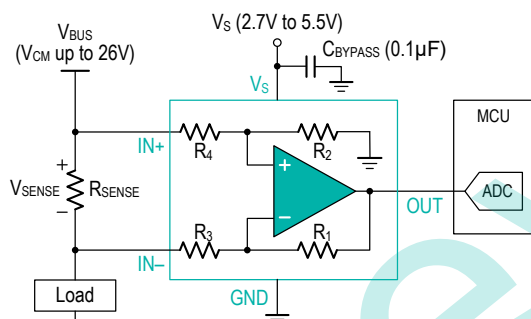 VBUS
(VCM up to 26V)
VS (2.7V to 5.5V)
CBYPASS (0.1µF)
VS
MCU
IN+
R4
R2
+
+
VSENSE
RSENSE
−
−
ADC
OUT
R3
R1
IN−
Load
GND